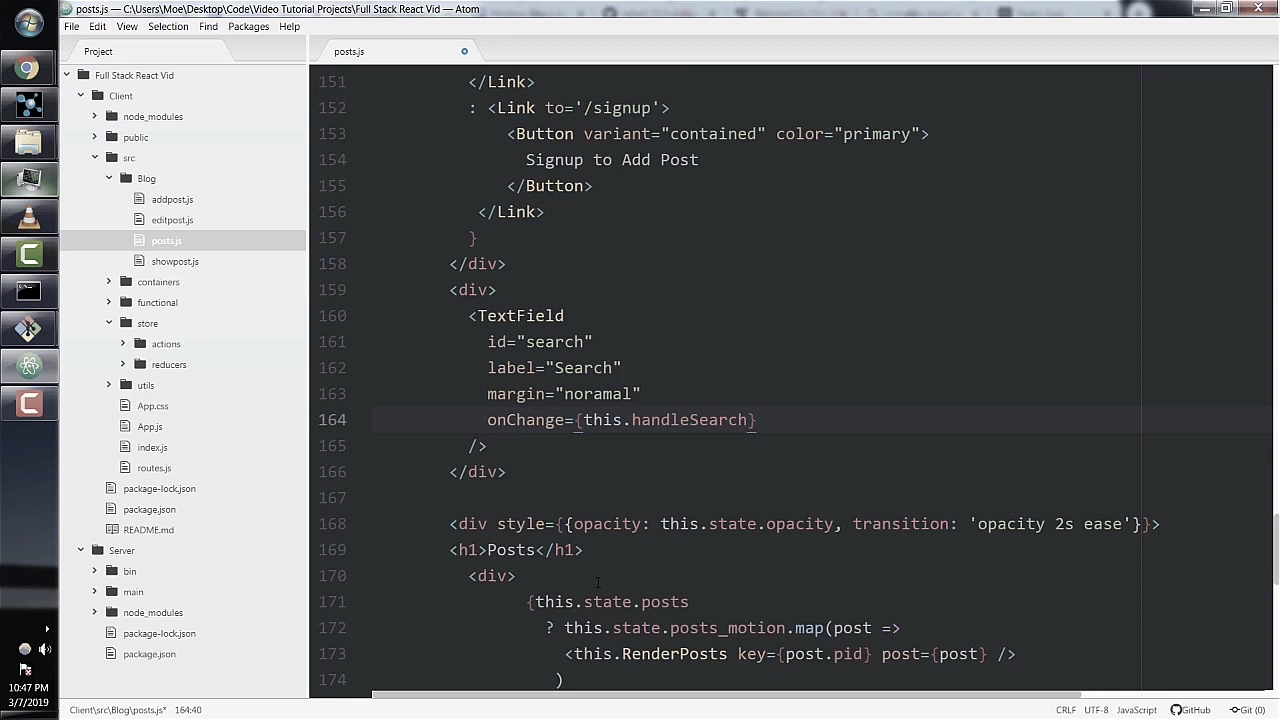 posts.js — C:\Users\Moe\Desktop\Code\Video Tutorial Projects\Full Stack React Vid — Atom
File Edit View Selection Find Packages Help
Project
posts.js
Full Stack React Vid
Client
node_modules
public
src
Blog
addpost.js
editpost.js
posts.js
showpost.js
containers
functional
store
actions
reducers
utils
App.css
App.js
index.js
routes.js
package-lock.json
package.json
README.md
Server
bin
main
node_modules
package-lock.json
package.json
151 </Link>
152 : <Link to='/signup'>
153 <Button variant="contained" color="primary">
154 Signup to Add Post
155 </Button>
156 </Link>
157 }
158 </div>
159 <div>
160 <TextField
161 id="search"
162 label="Search"
163 margin="noramal"
164 onChange={this.handleSearch}
165 />
166 </div>
167
168 <div style={{opacity: this.state.opacity, transition: 'opacity 2s ease'}}>
169 <h1>Posts</h1>
170 <div>
171 {this.state.posts
172 ? this.state.posts_motion.map(post =>
173 <this.RenderPosts key={post.pid} post={post} />
174 )
10:47 PM
3/7/2019
Client\src\Blog\posts.js* 164:40
CRLF UTF-8 JavaScript GitHub Git (0)